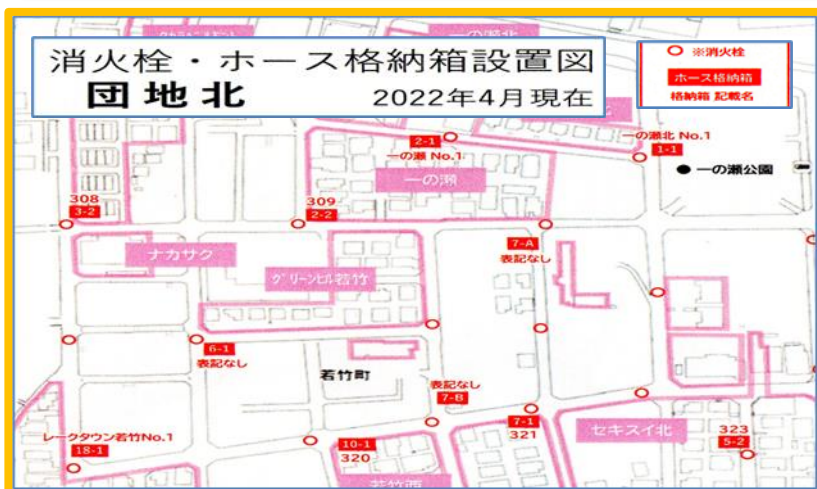 消火栓・ホース格納箱設置図
団地北 2022年4月現在
※消火栓
ホース格納箱
格納箱 記載名
2-1
一の瀬 No.1
一の瀬北 No.1
1-1
一の瀬公園
一の瀬
308
3-2
309
2-2
7-A
表記なし
ナカサク
グリーンヒル若竹
6-1
表記なし
若竹町
表記なし
7-B
レークタウン若竹No.1
18-1
10-1
320
7-1
321
セキスイ北
323
5-2